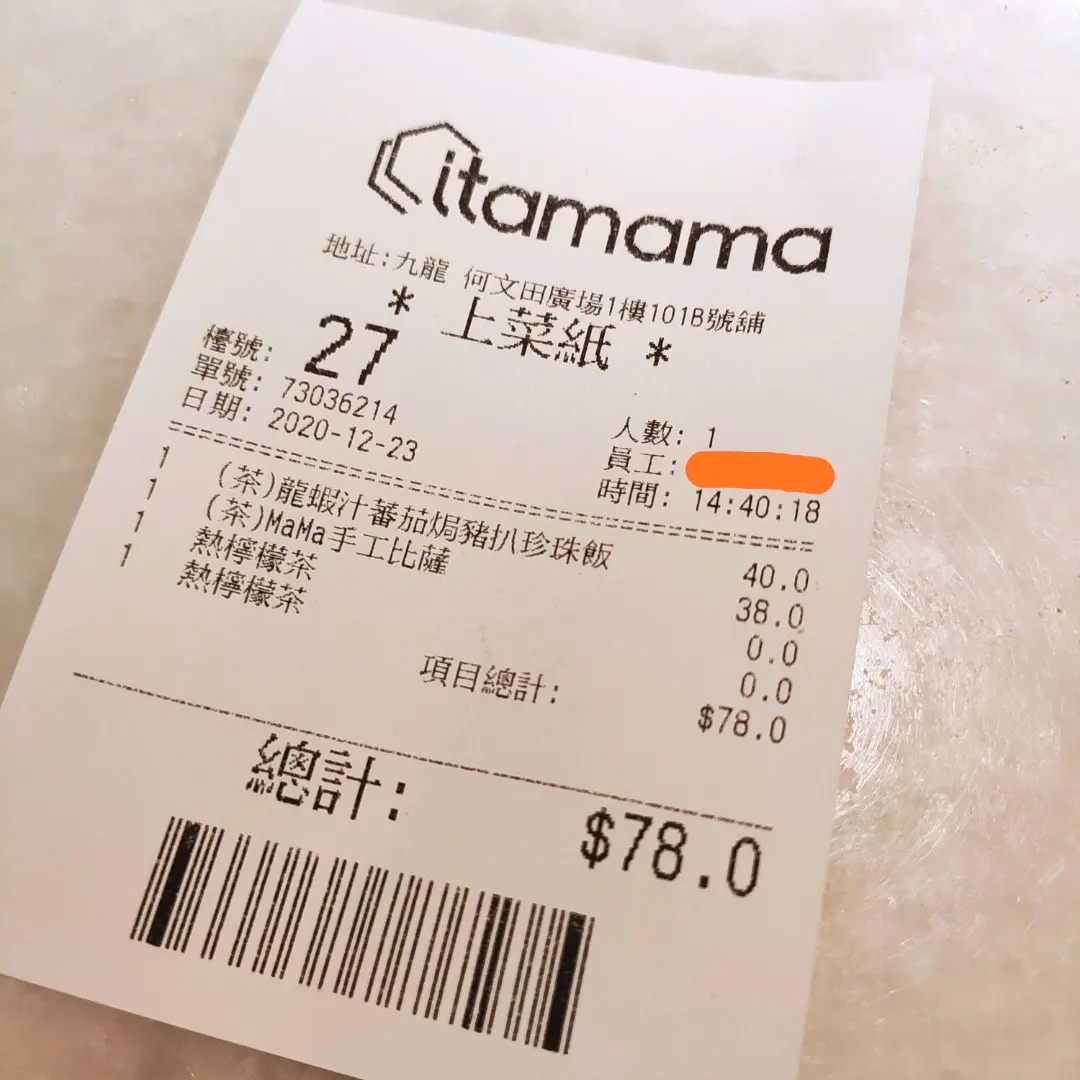 itamama
地址:九龍 何文田廣場1樓101B號舖
* 上菜紙 *
檯號: 27
單號: 73036214
人數: 1
日期: 2020-12-23
員工:
時間: 14:40:18
1 (茶)龍蝦汁蕃茄焗豬扒珍珠飯 40.0
1 (茶)MaMa手工比薩 38.0
1 熱檸檬茶 0.0
1 熱檸檬茶 0.0
項目總計: $78.0
總計: $78.0